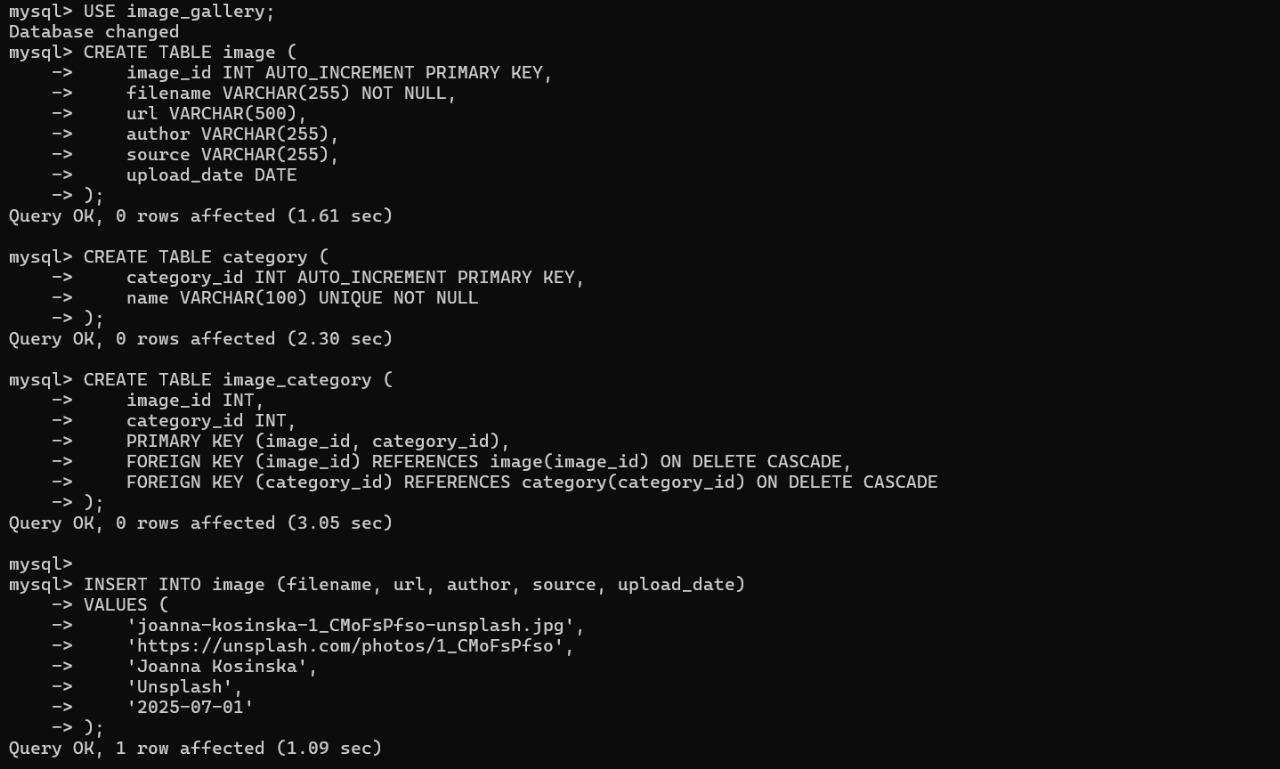 mysql> USE image_gallery;
Database changed
mysql> CREATE TABLE image (
    ->     image_id INT AUTO_INCREMENT PRIMARY KEY,
    ->     filename VARCHAR(255) NOT NULL,
    ->     url VARCHAR(500),
    ->     author VARCHAR(255),
    ->     source VARCHAR(255),
    ->     upload_date DATE
    -> );
Query OK, 0 rows affected (1.61 sec)

mysql> CREATE TABLE category (
    ->     category_id INT AUTO_INCREMENT PRIMARY KEY,
    ->     name VARCHAR(100) UNIQUE NOT NULL
    -> );
Query OK, 0 rows affected (2.30 sec)

mysql> CREATE TABLE image_category (
    ->     image_id INT,
    ->     category_id INT,
    ->     PRIMARY KEY (image_id, category_id),
    ->     FOREIGN KEY (image_id) REFERENCES image(image_id) ON DELETE CASCADE,
    ->     FOREIGN KEY (category_id) REFERENCES category(category_id) ON DELETE CASCADE
    -> );
Query OK, 0 rows affected (3.05 sec)

mysql>
mysql> INSERT INTO image (filename, url, author, source, upload_date)
    -> VALUES (
    ->     'joanna-kosinska-1_CMoFsPfso-unsplash.jpg',
    ->     'https://unsplash.com/photos/1_CMoFsPfso',
    ->     'Joanna Kosinska',
    ->     'Unsplash',
    ->     '2025-07-01'
    -> );
Query OK, 1 row affected (1.09 sec)